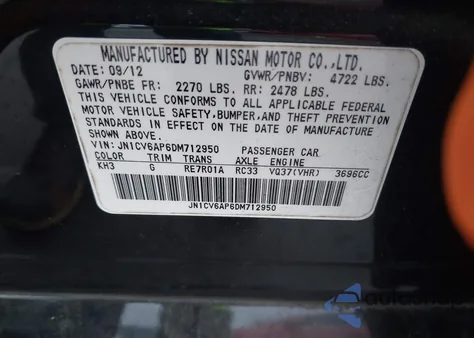 MANUFACTURED BY NISSAN MOTOR CO.,LTD.
DATE: 09/12 GVWR/PNBV: 4722 LBS.
GAWR/PNBE FR: 2270 LBS. RR: 2478 LBS.
THIS VEHICLE CONFORMS TO ALL APPLICABLE FEDERAL
MOTOR VEHICLE SAFETY,BUMPER,AND THEFT PREVENTION
STANDARDS IN EFFECT ON THE DATE OF MANUFACTURE
SHOWN ABOVE.
VIN: JN1CV6AP6DM712950 PASSENGER CAR
COLOR TRIM TRANS AXLE ENGINE
KH3 G RE7R01A RC33 VQ37(VHR) 3696CC
JN1CV6AP6DM712950